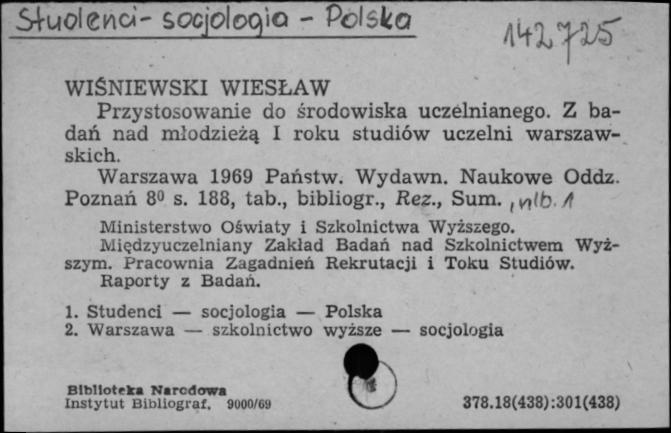 Studenci - socjologia - Polska
142725
WIŚNIEWSKI WIESŁAW
Przystosowanie do środowiska uczelnianego. Z ba-
dań nad młodzieżą I roku studiów uczelni warszaw-
skich.
Warszawa 1969 Państw. Wydawn. Naukowe Oddz.
Poznań 8⁰ s. 188, tab., bibliogr., Rez., Sum. , nlb. 1
Ministerstwo Oświaty i Szkolnictwa Wyższego.
Międzyuczelniany Zakład Badań nad Szkolnictwem Wyż-
szym. Pracownia Zagadnień Rekrutacji i Toku Studiów.
Raporty z Badań.
1. Studenci — socjologia — Polska
2. Warszawa — szkolnictwo wyższe — socjologia
Biblioteka Narodowa
Instytut Bibliograf. 9000/69
378.18(438):301(438)